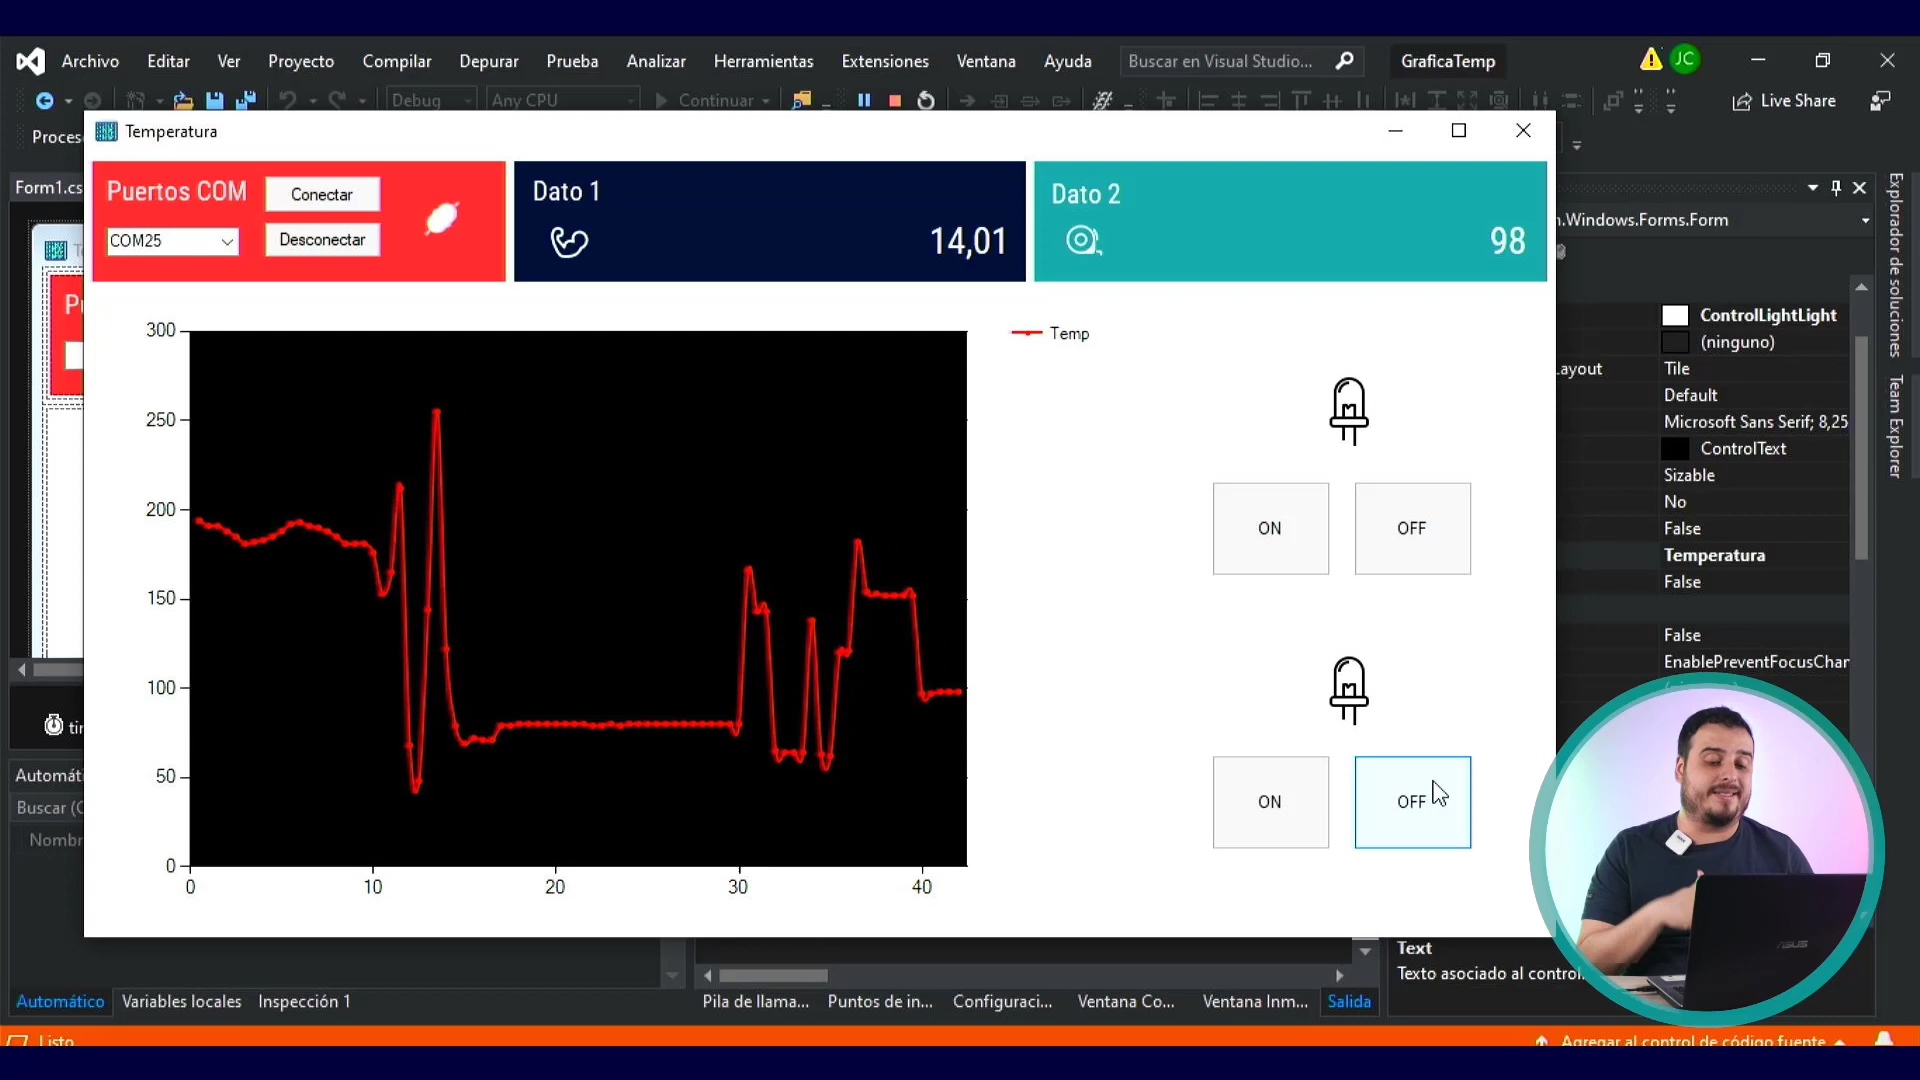 Archivo Editar Ver Proyecto Compilar Depurar Prueba Analizar Herramientas Extensiones Ventana Ayuda Buscar en Visual Studio... GraficaTemp JC
Debug Any CPU Continuar Live Share
Proces
Temperatura
Form1.cs
Puertos COM
Conectar
COM25
Desconectar
Dato 1
14,01
Dato 2
98
300
250
200
150
100
50
0
0 10 20 30 40
Temp
ON OFF
ON OFF
n.Windows.Forms.Form
ControlLightLight
(ninguno)
Layout Tile
Default
Microsoft Sans Serif; 8,25
ControlText
Sizable
No
False
Temperatura
False
False
EnablePreventFocusChan
Explorador de soluciones
Team Explorer
tir
Automáti
Buscar (C
Nombr
Automático Variables locales Inspección 1
Pila de llama... Puntos de in... Configuraci... Ventana Co... Ventana Inm... Salida
Text
Texto asociado al control.
ASUS
Listo
Agregar al control de código fuente